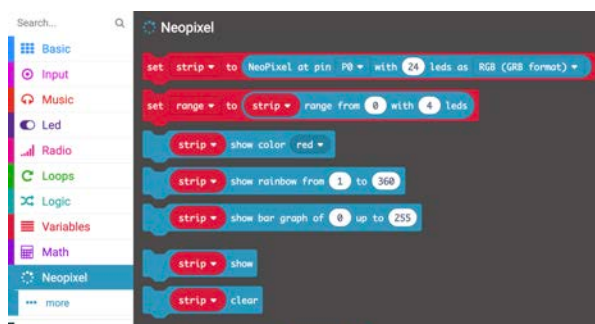 Search...
Basic
Input
Music
Led
Radio
Loops
Logic
Variables
Math
Neopixel
more
Neopixel
set strip to NeoPixel at pin P0 with 24 leds as RGB (GRB format)
set range to strip range from 0 with 4 leds
strip show color red
strip show rainbow from 1 to 360
strip show bar graph of 0 up to 255
strip show
strip clear